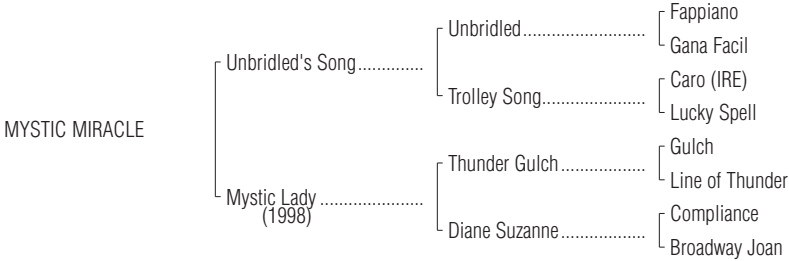 Fappiano
Unbridled..........................
Gana Facil
Unbridled's Song..............
Caro (IRE)
Trolley Song......................
Lucky Spell
MYSTIC MIRACLE
Gulch
Thunder Gulch..................
Line of Thunder
Mystic Lady ......................
(1998)
Compliance
Diane Suzanne..................
Broadway Joan